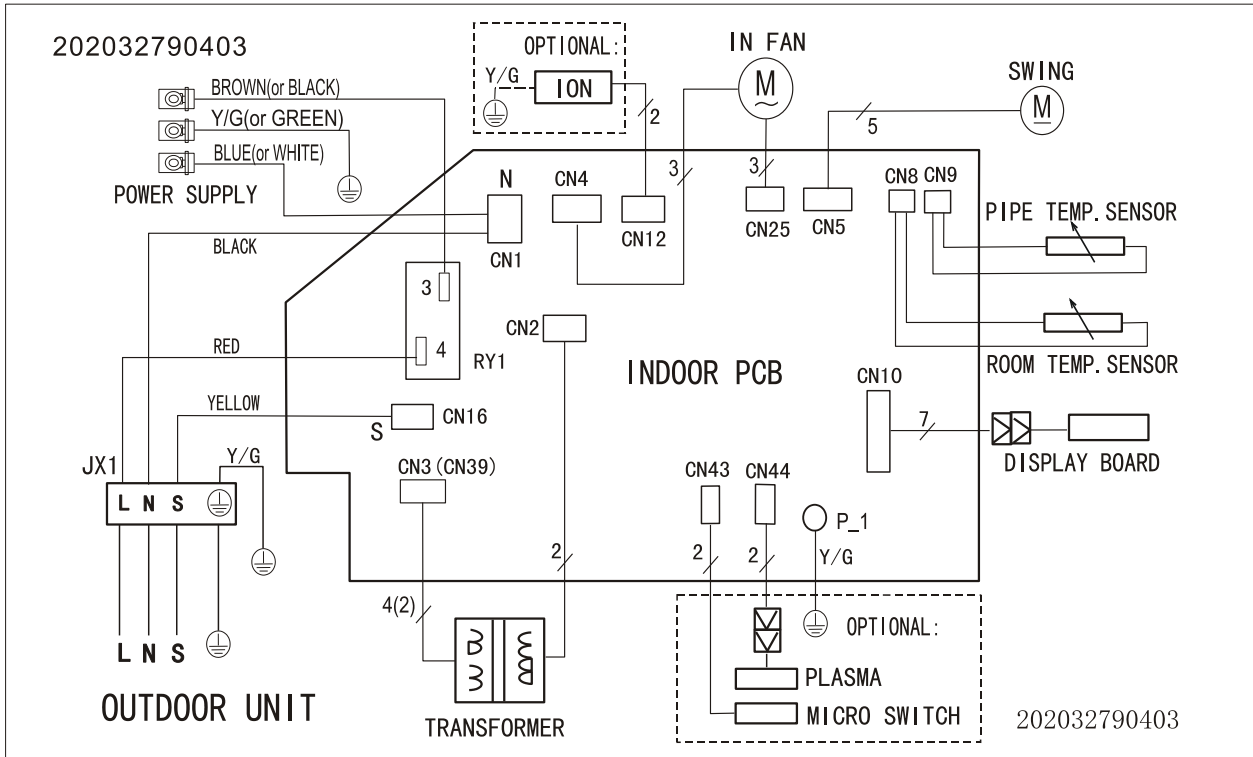 202032790403
OPTIONAL:
IN FAN
SWING
BROWN(or BLACK)
Y/G
ION
M
~
M
Y/G(or GREEN)
2
5
BLUE(or WHITE)
POWER SUPPLY
N
CN4
3
3
CN8 CN9
CN12
CN25
CN5
PIPE TEMP.SENSOR
BLACK
CN1
3
CN2
RED
4
RY1
INDOOR PCB
ROOM TEMP.SENSOR
CN10
YELLOW
S
CN16
7
JX1
Y/G
CN3(CN39)
CN43
CN44
DISPLAY BOARD
L N S
P_1
2
2
2
Y/G
4(2)
OPTIONAL:
L N S
PLASMA
OUTDOOR UNIT
TRANSFORMER
MICRO SWITCH
202032790403